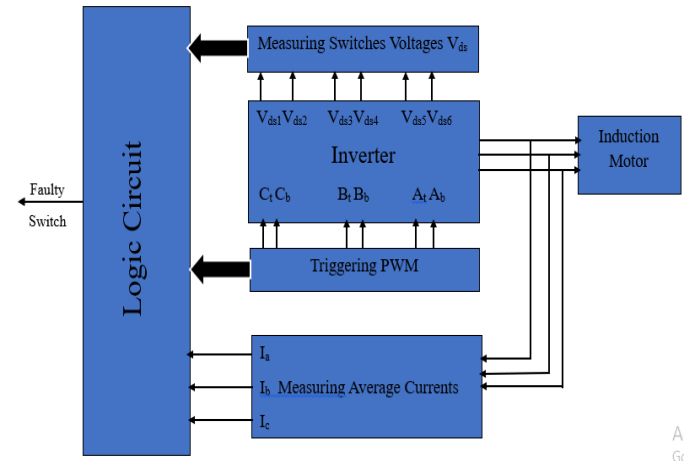 Measuring Switches Voltages Vds
Vds1 Vds2 Vds3 Vds4 Vds5 Vds6
Inverter
Ct Cb Bt Bb At Ab
Induction
Motor
Faulty
Switch
Logic Circuit
Triggering PWM
Ia
Ib Measuring Average Currents
Ic
A
Go